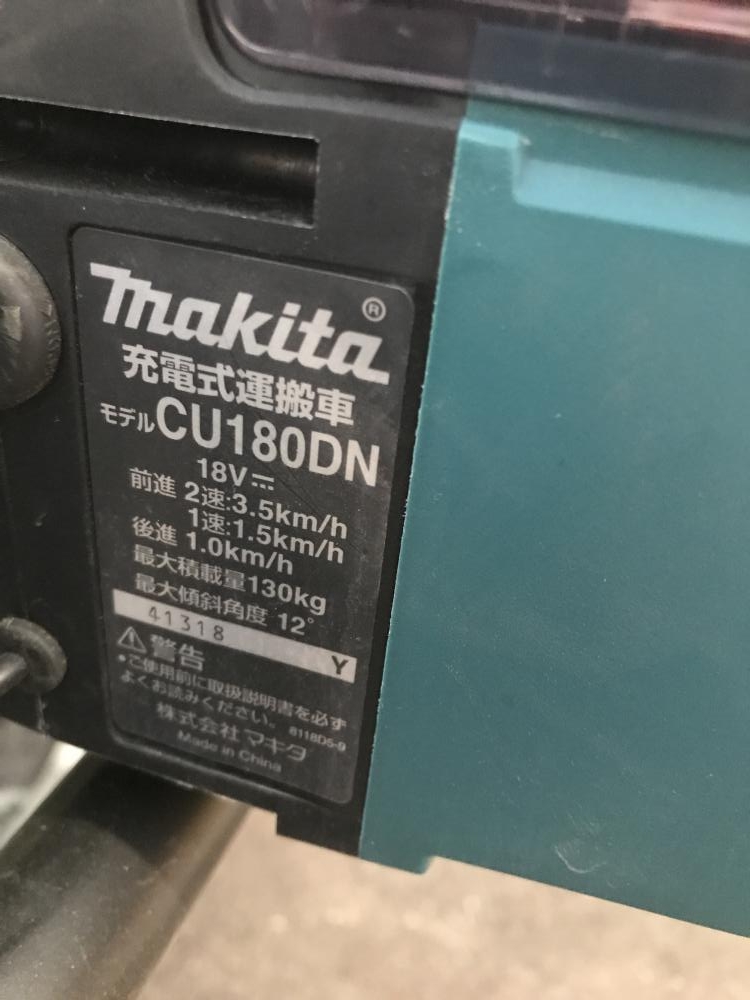 makita®
充電式運搬車
モデルCU180DN
18V⎓
前進 2速:3.5km/h
1速:1.5km/h
後進 1.0km/h
最大積載量130kg
最大傾斜角度 12°
41318 Y
⚠警告
•ご使用前に取扱説明書を必ず
よくお読みください。 8118D5-9
株式会社マキタ
Made in China